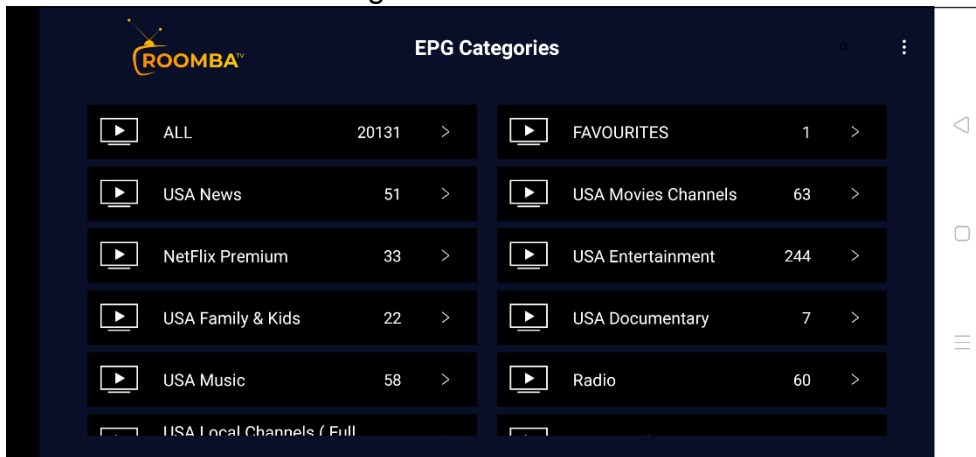 ROOMBA TV
EPG Categories
ALL 20131 >
FAVOURITES 1 >
USA News 51 >
USA Movies Channels 63 >
NetFlix Premium 33 >
USA Entertainment 244 >
USA Family & Kids 22 >
USA Documentary 7 >
USA Music 58 >
Radio 60 >
USA Local Channels ( Full